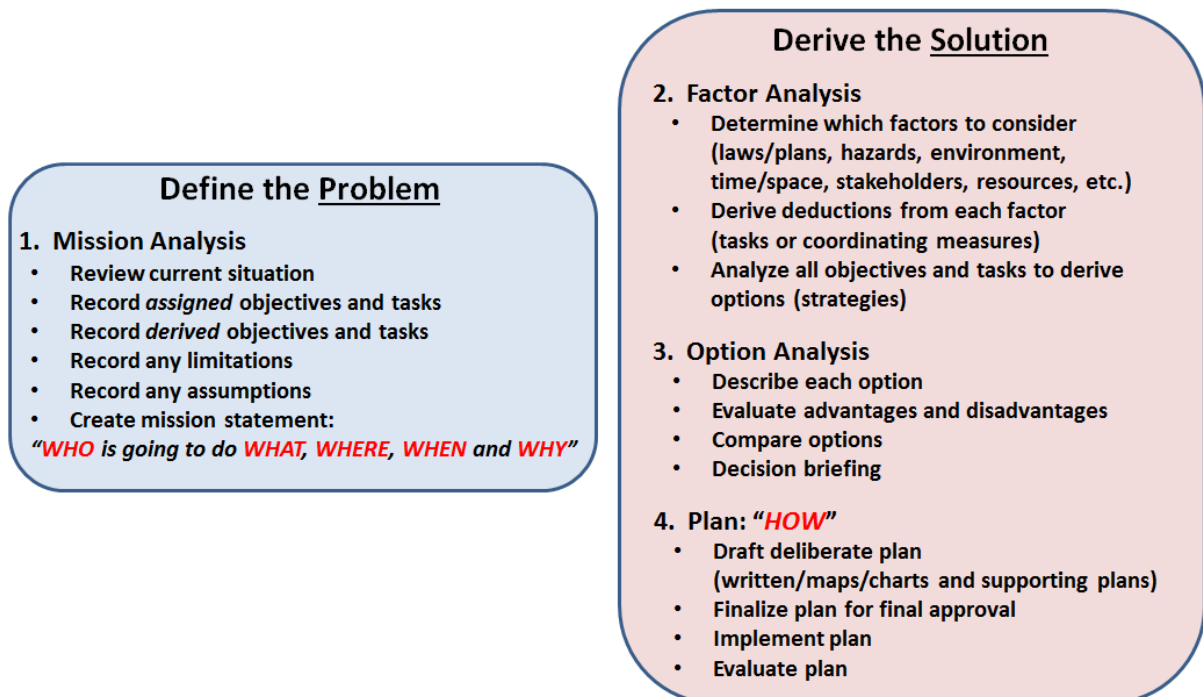 Define the Problem
1. Mission Analysis
• Review current situation
• Record assigned objectives and tasks
• Record derived objectives and tasks
• Record any limitations
• Record any assumptions
• Create mission statement:
“WHO is going to do WHAT, WHERE, WHEN and WHY”
Derive the Solution
2. Factor Analysis
• Determine which factors to consider
(laws/plans, hazards, environment,
time/space, stakeholders, resources, etc.)
• Derive deductions from each factor
(tasks or coordinating measures)
• Analyze all objectives and tasks to derive
options (strategies)
3. Option Analysis
• Describe each option
• Evaluate advantages and disadvantages
• Compare options
• Decision briefing
4. Plan: “HOW”
• Draft deliberate plan
(written/maps/charts and supporting plans)
• Finalize plan for final approval
• Implement plan
• Evaluate plan